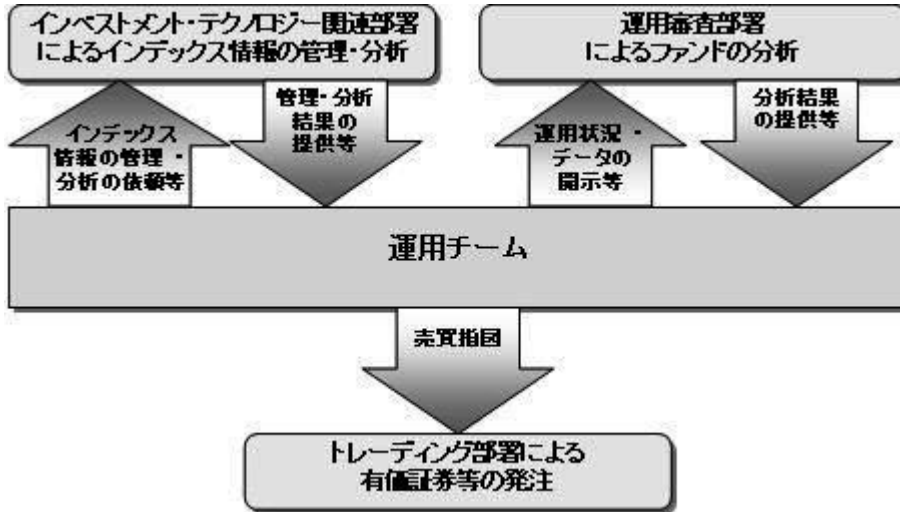 インベストメント・テクノロジー関連部署
によるインデックス情報の管理・分析
運用審査部署
によるファンドの分析
インデックス
情報の管理・
分析の依頼等
管理・分析
結果の
提供等
運用状況・
データの
開示等
分析結果
の提供等
運用チーム
売買指図
トレーディング部署による
有価証券等の発注